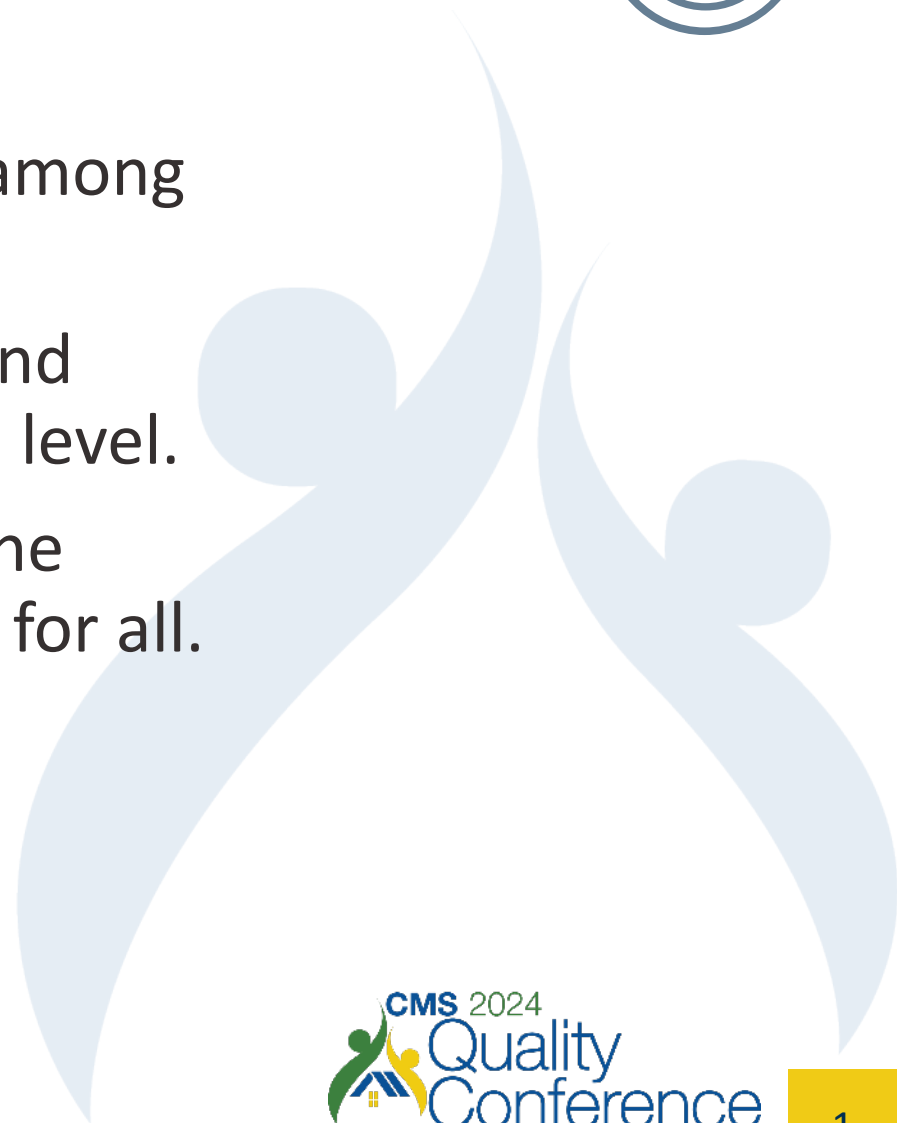 among
nd
level.
ne
for all.
CMS 2024
Quality
Conference
1